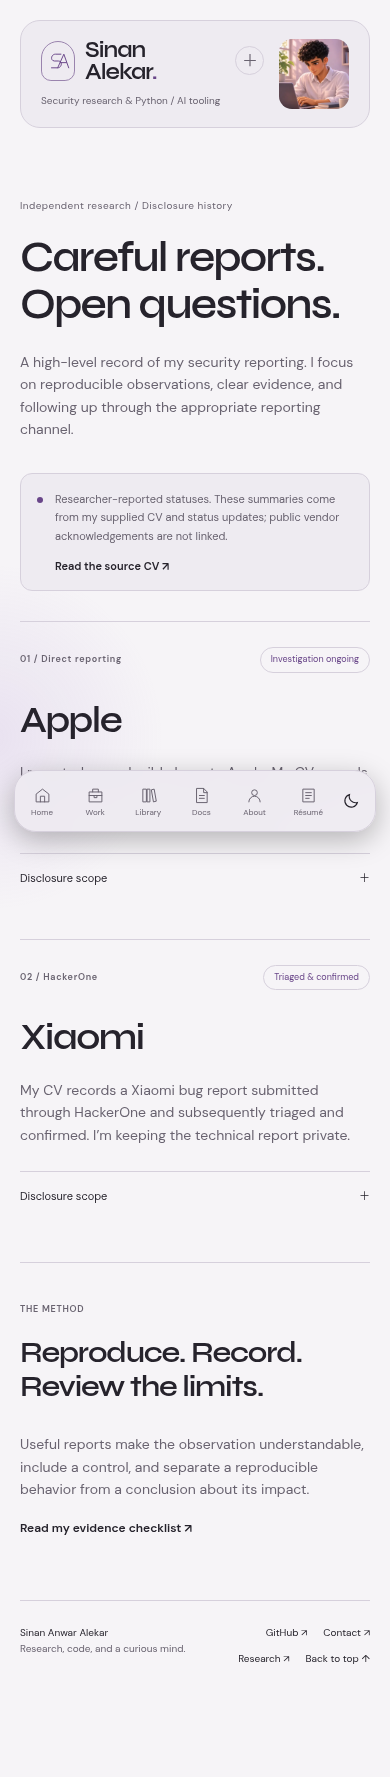 SA
Sinan
Alekar.
Security research & Python / AI tooling
Independent research / Disclosure history
Careful reports.
Open questions.
A high-level record of my security reporting. I focus
on reproducible observations, clear evidence, and
following up through the appropriate reporting
channel.
Researcher-reported statuses. These summaries come
from my supplied CV and status updates; public vendor
acknowledgements are not linked.
Read the source CV ↗
01 / Direct reporting
Investigation ongoing
Apple
Home
Work
Library
Docs
About
Résumé
Disclosure scope +
02 / HackerOne
Triaged & confirmed
Xiaomi
My CV records a Xiaomi bug report submitted
through HackerOne and subsequently triaged and
confirmed. I’m keeping the technical report private.
Disclosure scope +
THE METHOD
Reproduce. Record.
Review the limits.
Useful reports make the observation understandable,
include a control, and separate a reproducible
behavior from a conclusion about its impact.
Read my evidence checklist ↗
Sinan Anwar Alekar
Research, code, and a curious mind.
GitHub ↗ Contact ↗
Research ↗ Back to top ↑